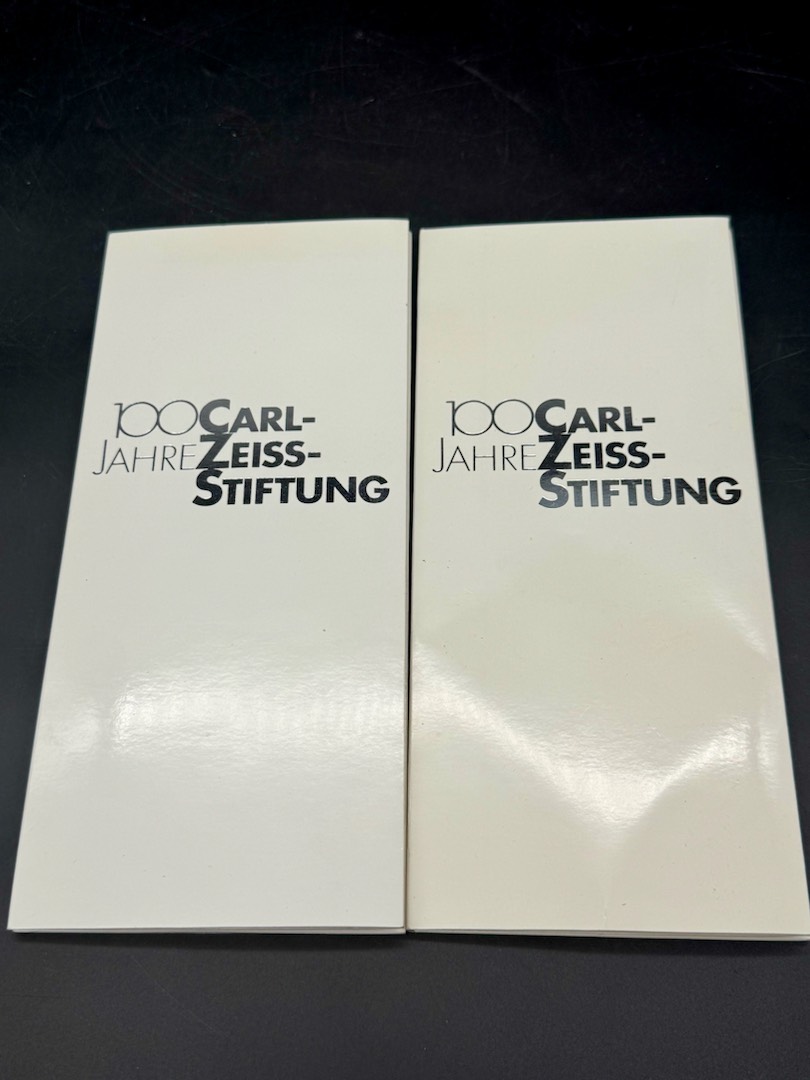 100 CARL-
JAHRE ZEISS-
STIFTUNG
100 CARL-
JAHRE ZEISS-
STIFTUNG